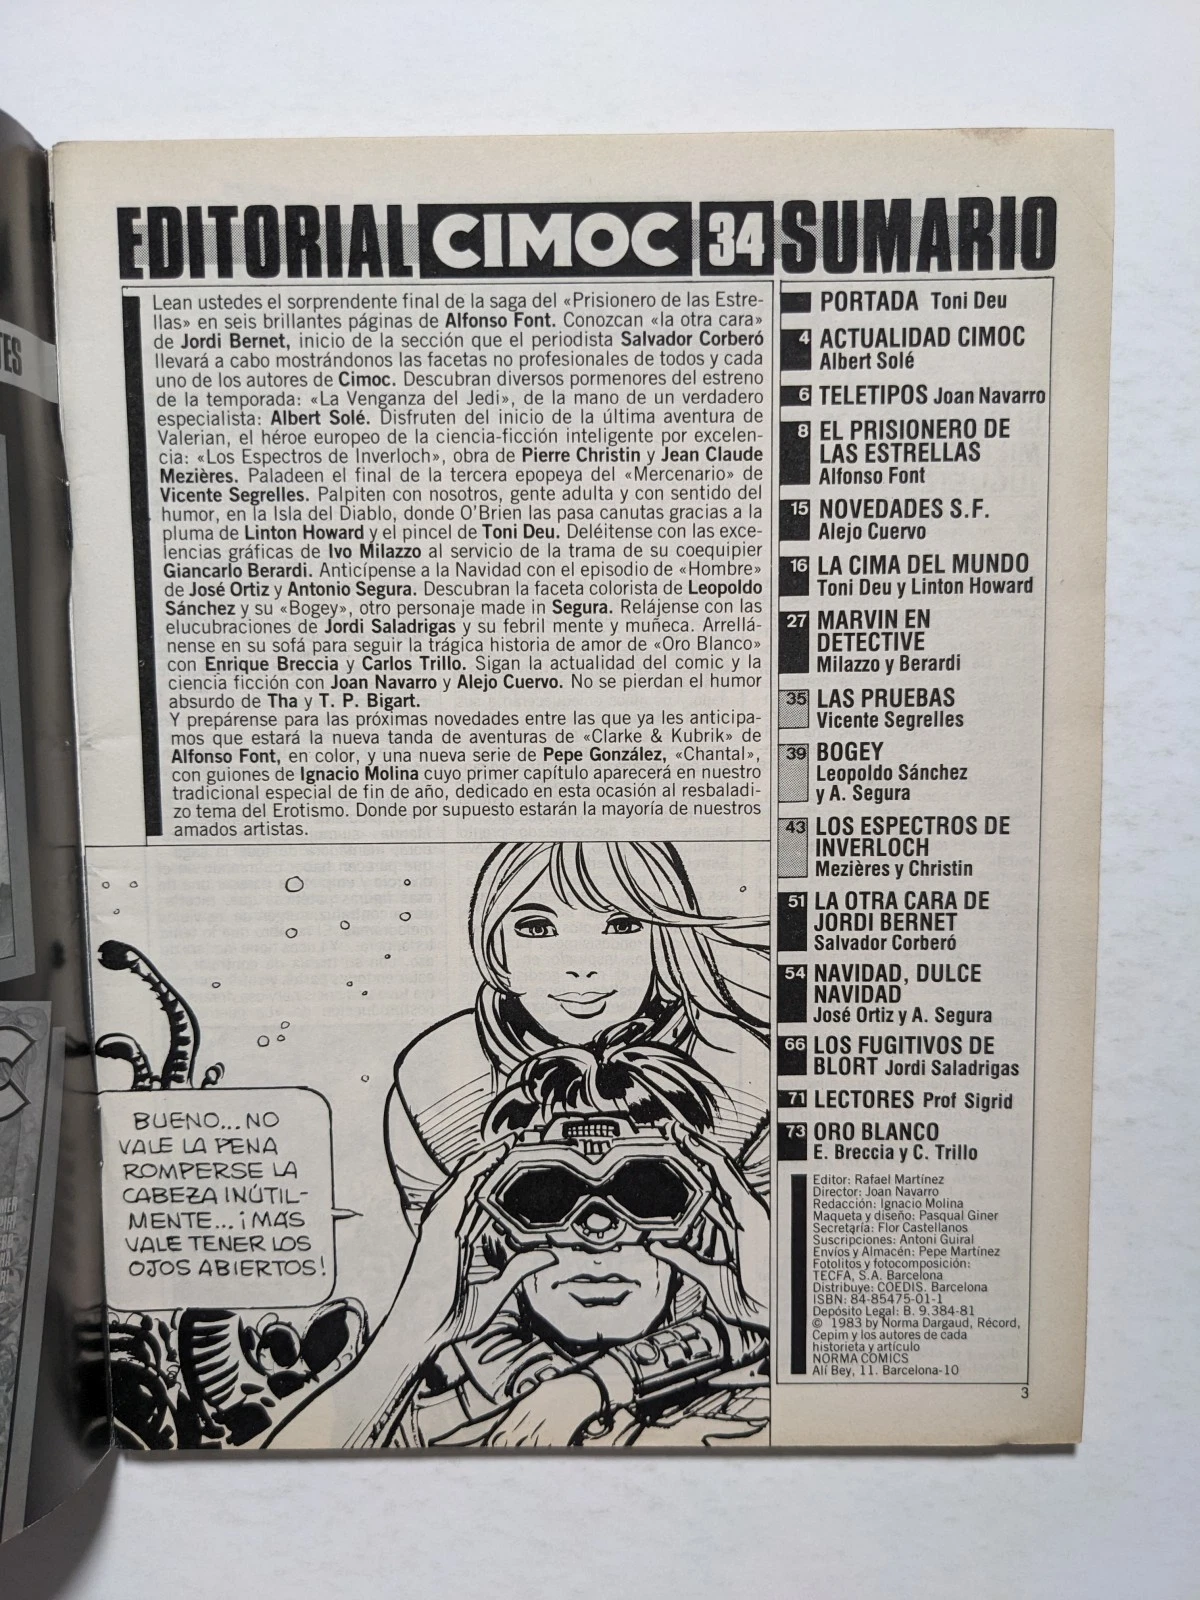 EDITORIAL CIMOC 34 SUMARIO
Lean ustedes el sorprendente final de la saga del «Prisionero de las Estre-
llas» en seis brillantes páginas de Alfonso Font. Conozcan «la otra cara»
de Jordi Bernet, inicio de la sección que el periodista Salvador Corberó
llevará a cabo mostrándonos las facetas no profesionales de todos y cada
uno de los autores de Cimoc. Descubran diversos pormenores del estreno
de la temporada: «La Venganza del Jedi», de la mano de un verdadero
especialista: Albert Solé. Disfruten del inicio de la última aventura de
Valerian, el héroe europeo de la ciencia-ficción inteligente por excelen-
cia: «Los Espectros de Inverloch», obra de Pierre Christin y Jean Claude
Mezières. Paladeen el final de la tercera epopeya del «Mercenario» de
Vicente Segrelles. Palpiten con nosotros, gente adulta y con sentido del
humor, en la Isla del Diablo, donde O'Brien las pasa canutas gracias a la
pluma de Linton Howard y el pincel de Toni Deu. Deléitense con las exce-
lencias gráficas de Ivo Milazzo al servicio de la trama de su coequipier
Giancarlo Berardi. Anticípense a la Navidad con el episodio de «Hombre»
de José Ortiz y Antonio Segura. Descubran la faceta colorista de Leopoldo
Sánchez y su «Bogey», otro personaje made in Segura. Relájense con las
elucubraciones de Jordi Saladrigas y su febril mente y muñeca. Arrellá-
nense en su sofá para seguir la trágica historia de amor de «Oro Blanco»
con Enrique Breccia y Carlos Trillo. Sigan la actualidad del comic y la
ciencia ficción con Joan Navarro y Alejo Cuervo. No se pierdan el humor
absurdo de Tha y T. P. Bigart.
Y prepárense para las próximas novedades entre las que ya les anticipa-
mos que estará la nueva tanda de aventuras de «Clarke & Kubrik» de
Alfonso Font, en color, y una nueva serie de Pepe González, «Chantal»,
con guiones de Ignacio Molina cuyo primer capítulo aparecerá en nuestro
tradicional especial de fin de año, dedicado en esta ocasión al resbaladi-
zo tema del Erotismo. Donde por supuesto estarán la mayoría de nuestros
amados artistas.
BUENO... NO
VALE LA PENA
ROMPERSE LA
CABEZA INÚTIL-
MENTE... ¡MÁS
VALE TENER LOS
OJOS ABIERTOS!
PORTADA Toni Deu
4 ACTUALIDAD CIMOC
Albert Solé
6 TELETIPOS Joan Navarro
8 EL PRISIONERO DE
LAS ESTRELLAS
Alfonso Font
15 NOVEDADES S.F.
Alejo Cuervo
16 LA CIMA DEL MUNDO
Toni Deu y Linton Howard
27 MARVIN EN
DETECTIVE
Milazzo y Berardi
35 LAS PRUEBAS
Vicente Segrelles
39 BOGEY
Leopoldo Sánchez
y A. Segura
43 LOS ESPECTROS DE
INVERLOCH
Mezières y Christin
51 LA OTRA CARA DE
JORDI BERNET
Salvador Corberó
54 NAVIDAD, DULCE
NAVIDAD
José Ortiz y A. Segura
66 LOS FUGITIVOS DE
BLORT Jordi Saladrigas
71 LECTORES Prof Sigrid
73 ORO BLANCO
E. Breccia y C. Trillo
Editor: Rafael Martínez
Director: Joan Navarro
Redacción: Ignacio Molina
Maqueta y diseño: Pasqual Giner
Secretaría: Flor Castellanos
Suscripciones: Antoni Guiral
Envíos y Almacén: Pepe Martínez
Fotolitos y fotocomposición:
TECFA, S.A. Barcelona
Distribuye: COEDIS. Barcelona
ISBN: 84-85475-01-1
Depósito Legal: B. 9.384-81
© 1983 by Norma Dargaud, Récord,
Cepim y los autores de cada
historieta y artículo
NORMA COMICS
Alí Bey, 11. Barcelona-10
3